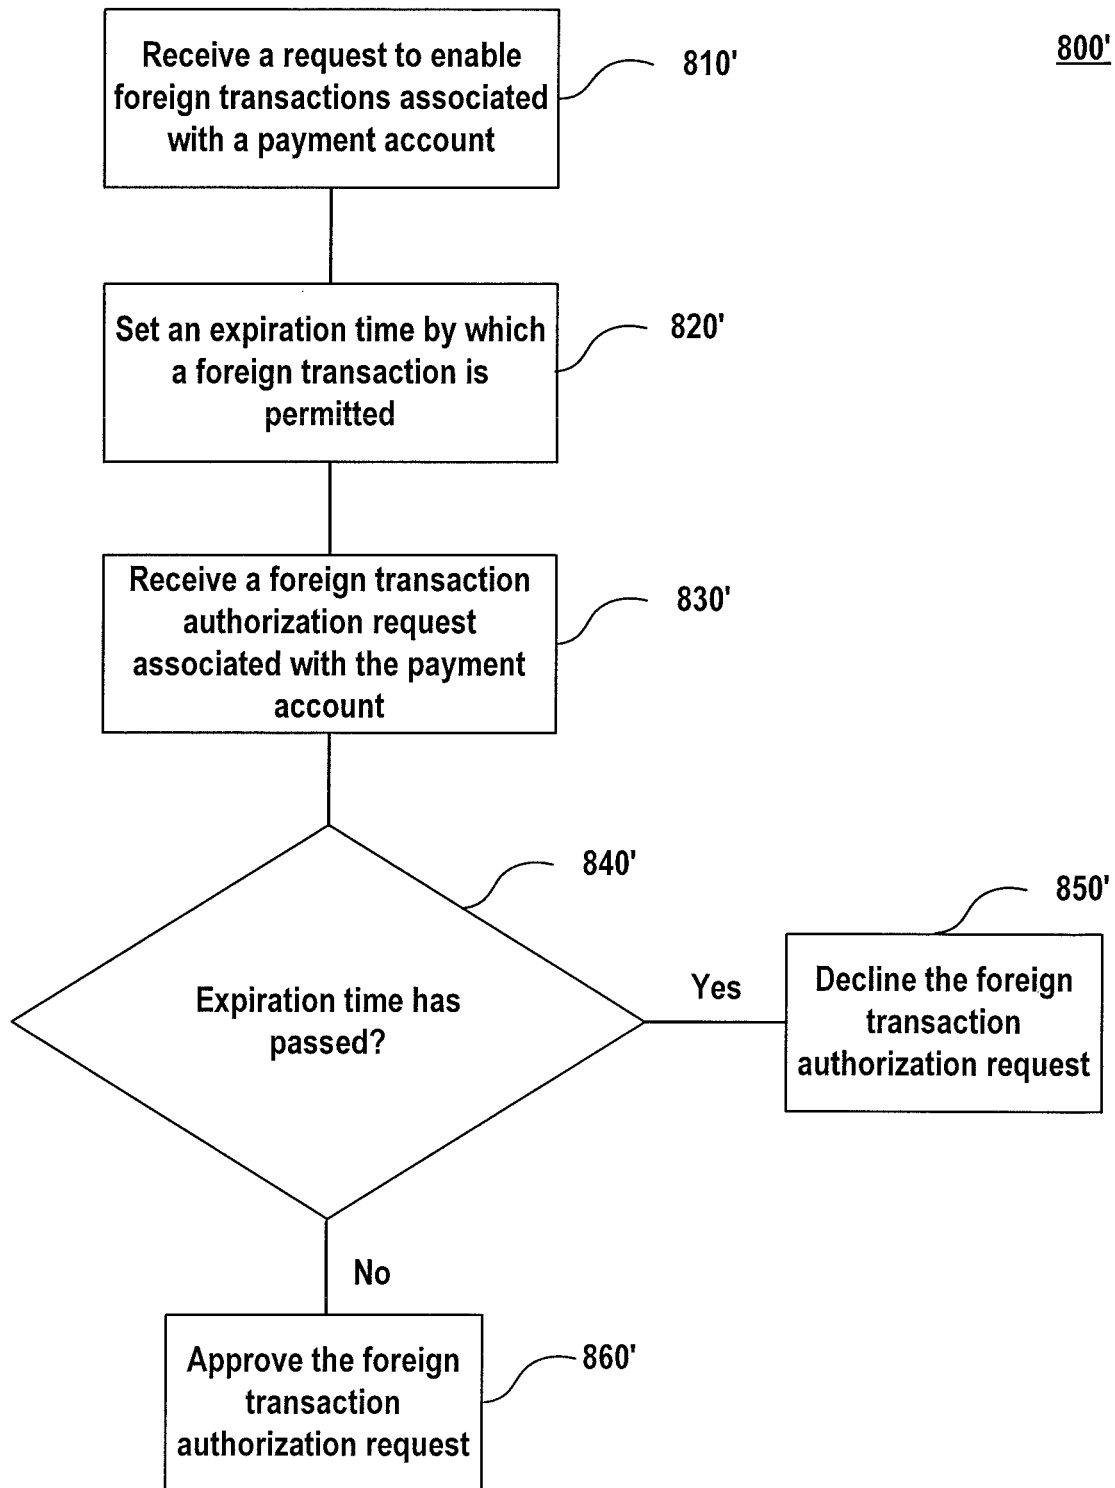 800'
Receive a request to enable
foreign transactions associated
with a payment account
810'
Set an expiration time by which
a foreign transaction is
permitted
820'
Receive a foreign transaction
authorization request
associated with the payment
account
830'
Expiration time has
passed?
840'
Yes
Decline the foreign
transaction
authorization request
850'
No
Approve the foreign
transaction
authorization request
860'